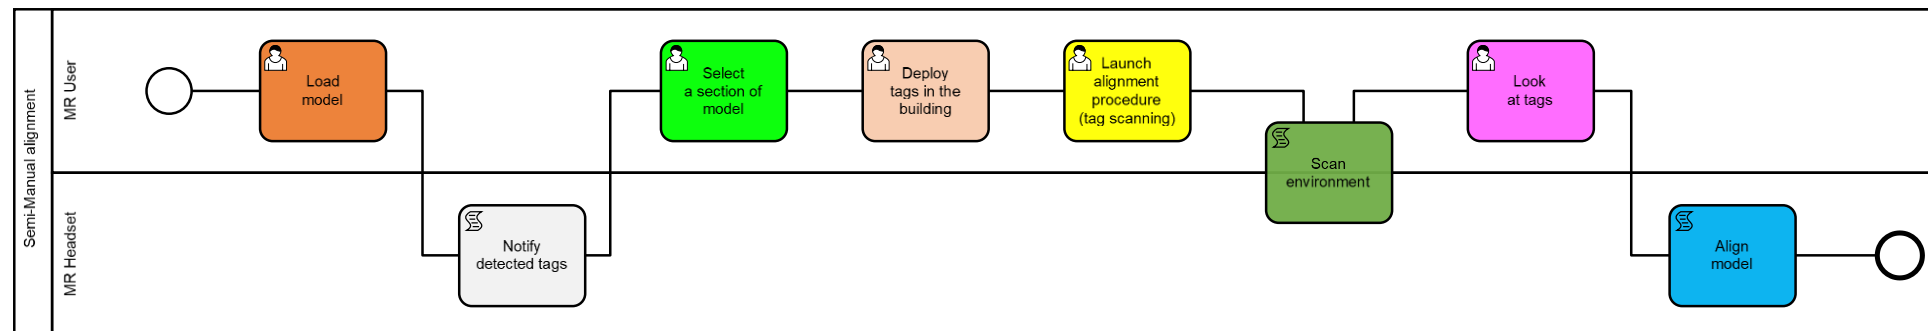 Semi-Manual alignment
MR User
MR Headset
Load
model
Notify
detected tags
Select
a section of
model
Deploy
tags in the
building
Launch
alignment
procedure
(tag scanning)
Scan
environment
Look
at tags
Align
model